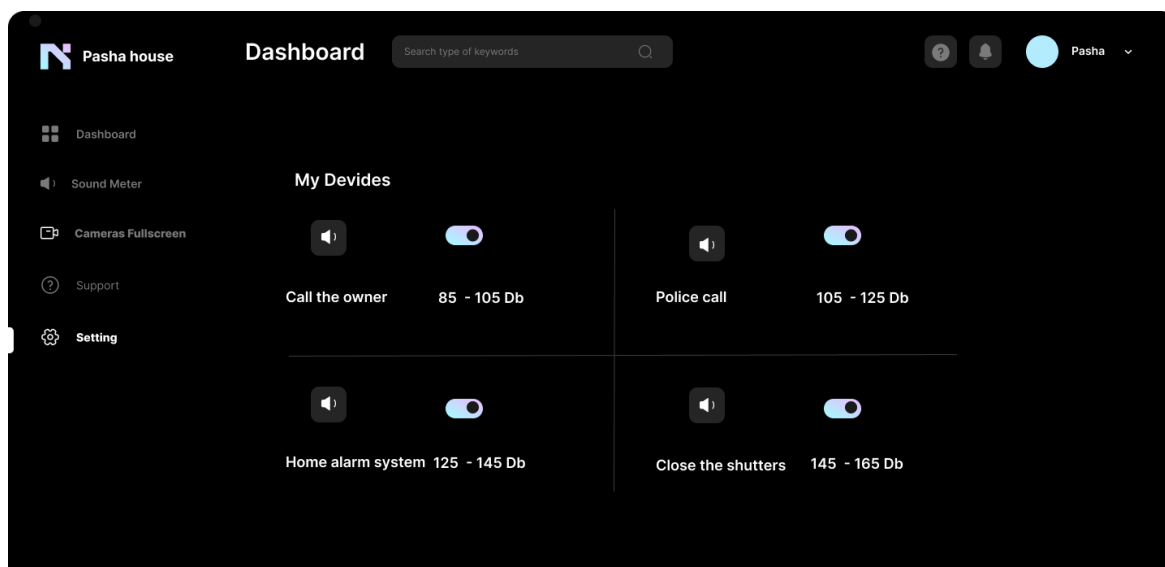 Pasha house
Dashboard
Search type of keywords
?
Pasha
Dashboard
Sound Meter
Cameras Fullscreen
?
Support
Setting
My Devides
Call the owner
85 - 105 Db
Police call
105 - 125 Db
Home alarm system
125 - 145 Db
Close the shutters
145 - 165 Db